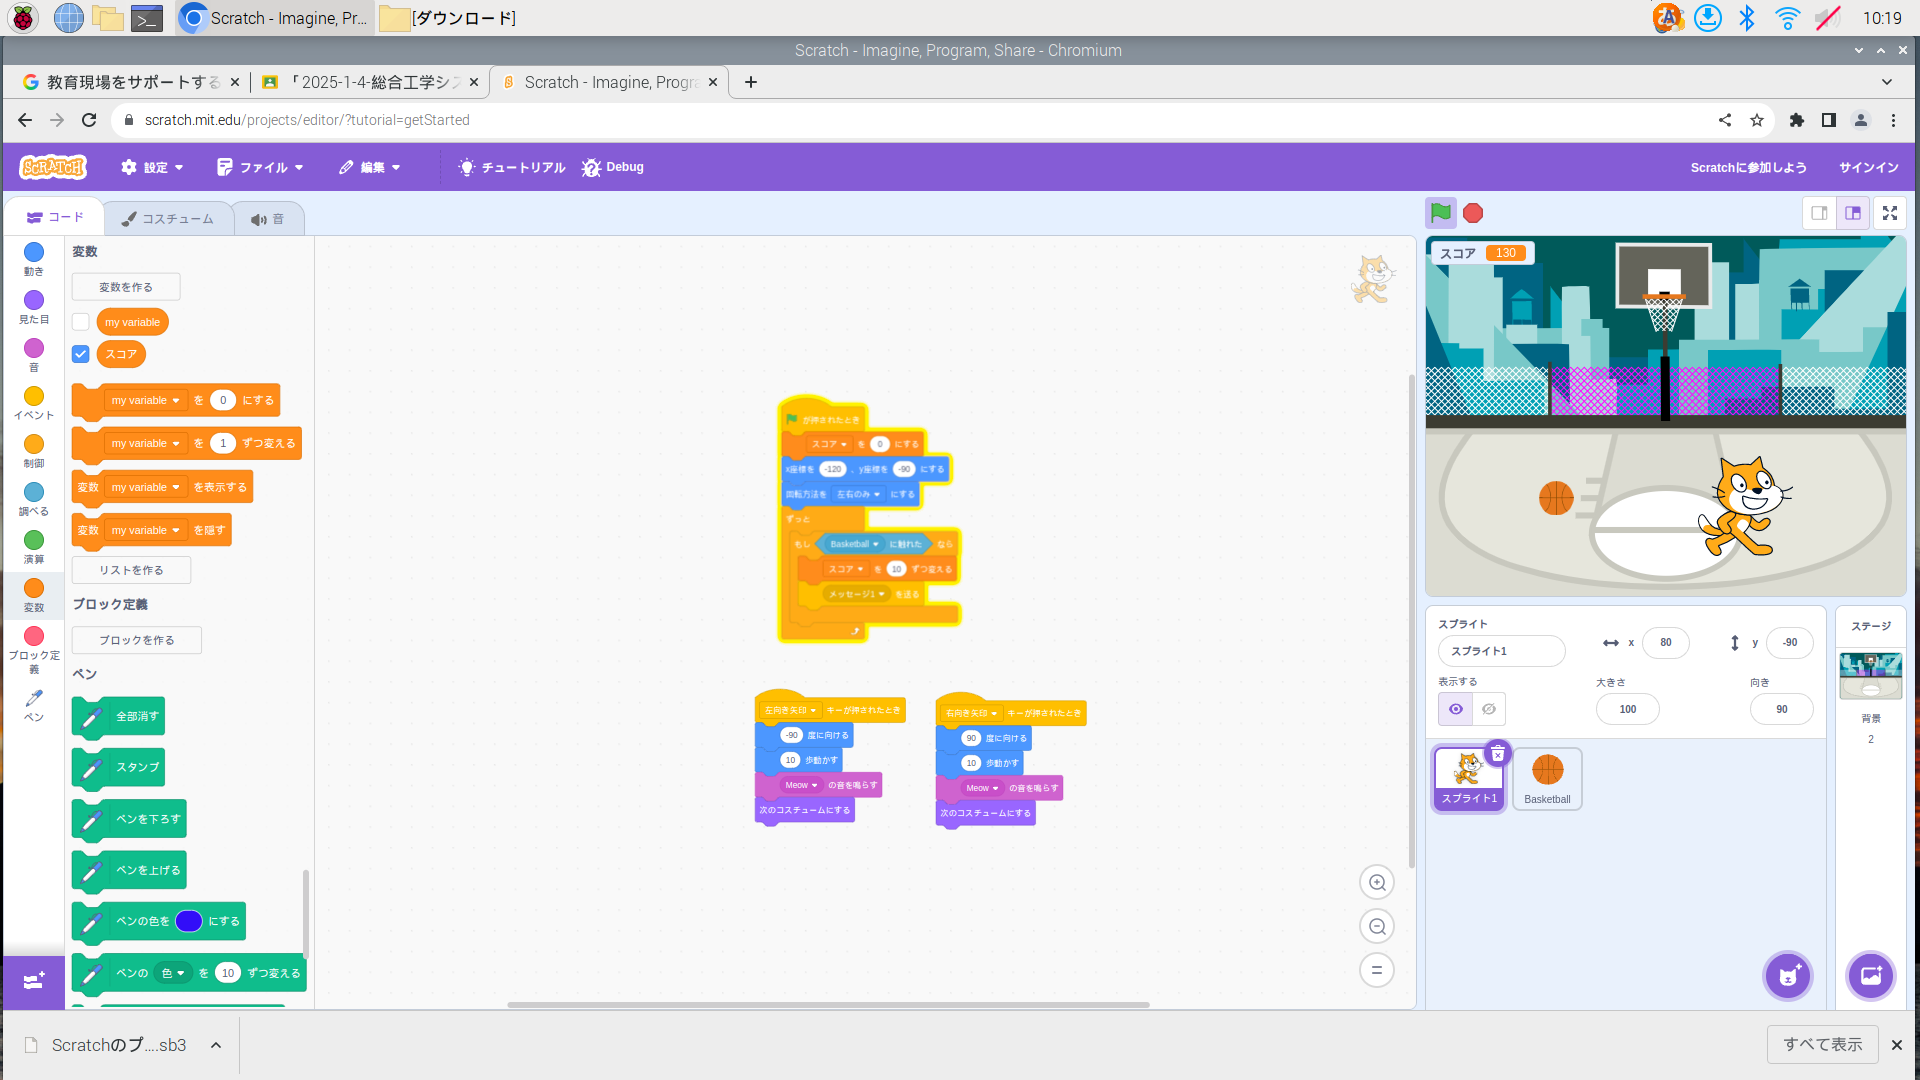 Scratch - Imagine, Pr...
[ダウンロード]
10:19
Scratch - Imagine, Program, Share - Chromium
教育現場をサポートする
「2025-1-4-総合工学シス
Scratch - Imagine, Progra
scratch.mit.edu/projects/editor/?tutorial=getStarted
SCRATCH
設定
ファイル
編集
チュートリアル
Debug
Scratchに参加しよう
サインイン
コード
コスチューム
音
動き
見た目
音
イベント
制御
調べる
演算
変数
ブロック定義
ペン
変数
変数を作る
my variable
スコア
my variable を 0 にする
my variable を 1 ずつ変える
変数 my variable を表示する
変数 my variable を隠す
リストを作る
ブロック定義
ブロックを作る
ペン
全部消す
スタンプ
ペンを下ろす
ペンを上げる
ペンの色を にする
ペンの 色 を 10 ずつ変える
が押されたとき
スコア を 0 にする
x座標を -120 、y座標を -90 にする
回転方法を 左右のみ にする
ずっと
もし Basketball に触れた なら
スコア を 10 ずつ変える
メッセージ1 を送る
左向き矢印 キーが押されたとき
-90 度に向ける
10 歩動かす
Meow の音を鳴らす
次のコスチュームにする
右向き矢印 キーが押されたとき
90 度に向ける
10 歩動かす
Meow の音を鳴らす
次のコスチュームにする
スコア 130
スプライト
スプライト1
x 80
y -90
表示する
大きさ
100
向き
90
スプライト1
Basketball
ステージ
背景
2
Scratchのプ....sb3
すべて表示